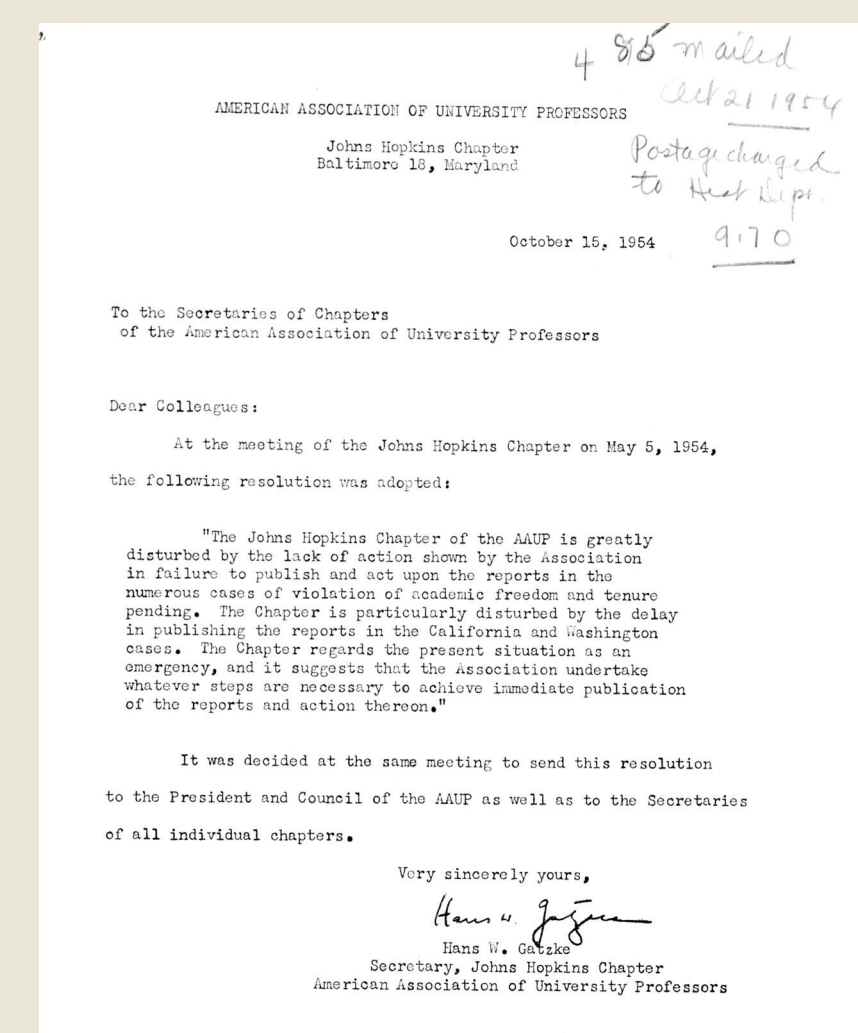 485 mailed
Oct 21 1954
AMERICAN ASSOCIATION OF UNIVERSITY PROFESSORS
Johns Hopkins Chapter
Baltimore 18, Maryland
Postage charged
to Hist Dept.
9.70
October 15, 1954
To the Secretaries of Chapters
of the American Association of University Professors
Dear Colleagues:
At the meeting of the Johns Hopkins Chapter on May 5, 1954,
the following resolution was adopted:
"The Johns Hopkins Chapter of the AAUP is greatly
disturbed by the lack of action shown by the Association
in failure to publish and act upon the reports in the
numerous cases of violation of academic freedom and tenure
pending. The Chapter is particularly disturbed by the delay
in publishing the reports in the California and Washington
cases. The Chapter regards the present situation as an
emergency, and it suggests that the Association undertake
whatever steps are necessary to achieve immediate publication
of the reports and action thereon."
It was decided at the same meeting to send this resolution
to the President and Council of the AAUP as well as to the Secretaries
of all individual chapters.
Very sincerely yours,
Hans W. Gatzke
Hans W. Gatzke
Secretary, Johns Hopkins Chapter
American Association of University Professors